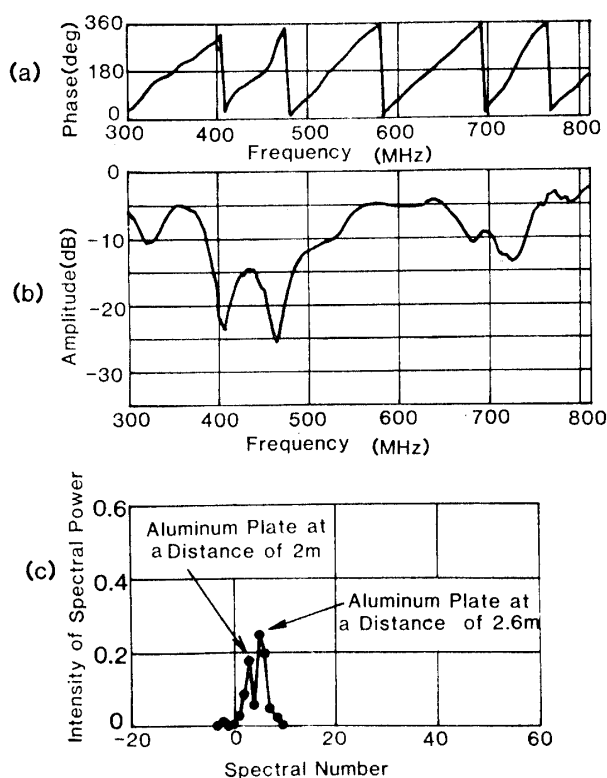 (a)
Phase(deg)
360
180
0
300 400 500 600 700 800
Frequency (MHz)
(b)
Amplitude(dB)
0
-10
-20
-30
300 400 500 600 700 800
Frequency (MHz)
(c)
Intensity of Spectral Power
0.6
0.4
0.2
0
Aluminum Plate at
a Distance of 2m
Aluminum Plate at
a Distance of 2.6m
-20 0 20 40 60
Spectral Number